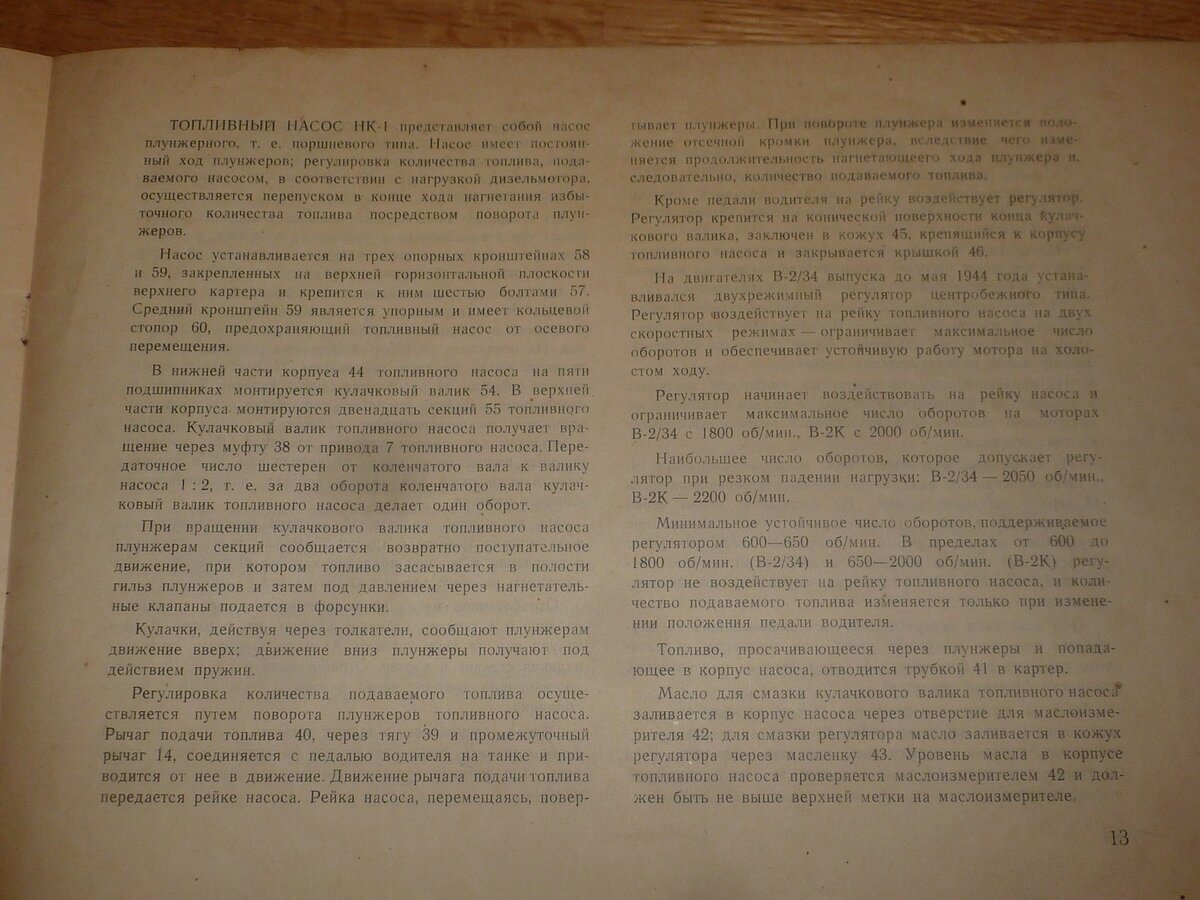 ТОПЛИВНЫЙ НАСОС НК-1 представляет собой насос
плунжерного, т. е. поршневого типа. Насос имеет постоян-
ный ход плунжеров; регулировка количества топлива, пода-
ваемого насосом, в соответствии с нагрузкой дизельмотора,
осуществляется перепуском в конце хода нагнетания избы-
точного количества топлива посредством поворота плун-
жеров.
Насос устанавливается на трех опорных кронштейнах 58
и 59, закрепленных на верхней горизонтальной плоскости
верхнего картера и крепится к ним шестью болтами 57.
Средний кронштейн 59 является упорным и имеет кольцевой
стопор 60, предохраняющий топливный насос от осевого
перемещения.
В нижней части корпуса 44 топливного насоса на пяти
подшипниках монтируется кулачковый валик 54. В верхней
части корпуса монтируются двенадцать секций 55 топливного
насоса. Кулачковый валик топливного насоса получает вра-
щение через муфту 38 от привода 7 топливного насоса. Пере-
даточное число шестерен от коленчатого вала к валику
насоса 1 : 2, т. е. за два оборота коленчатого вала кулач-
ковый валик топливного насоса делает один оборот.
При вращении кулачкового валика топливного насоса
плунжерам секций сообщается возвратно поступательное
движение, при котором топливо засасывается в полости
гильз плунжеров и затем под давлением через нагнетатель-
ные клапаны подается в форсунки.
Кулачки, действуя через толкатели, сообщают плунжерам
движение вверх; движение вниз плунжеры получают под
действием пружин.
Регулировка количества подаваемого топлива осуще-
ствляется путем поворота плунжеров топливного насоса.
Рычаг подачи топлива 40, через тягу 39 и промежуточный
рычаг 14, соединяется с педалью водителя на танке и при-
водится от нее в движение. Движение рычага подачи топлива
передается рейке насоса. Рейка насоса, перемещаясь, повер-
тывает плунжеры. При повороте плунжера изменяется поло-
жение отсечной кромки плунжера, вследствие чего изме-
няется продолжительность нагнетающеего хода плунжера и,
следовательно, количество подаваемого топлива.
Кроме педали водителя на рейку воздействует регулятор.
Регулятор крепится на конической поверхности конца кулач-
кового валика, заключен в кожух 45, крепящийся к корпусу
топливного насоса и закрывается крышкой 46.
На двигателях В-2/34 выпуска до мая 1944 года устана-
вливался двухрежимный регулятор центробежного типа.
Регулятор воздействует на рейку топливного насоса на двух
скоростных режимах — ограничивает максимальное число
оборотов и обеспечивает устойчивую работу мотора на холо-
стом ходу.
Регулятор начинает воздействовать на рейку насоса и
ограничивает максимальное число оборотов на моторах
В-2/34 с 1800 об/мин., В-2К с 2000 об/мин.
Наибольшее число оборотов, которое допускает регу-
лятор при резком падении нагрузки: В-2/34 — 2050 об/мин.,
В-2К — 2200 об/мин.
Минимальное устойчивое число оборотов, поддерживаемое
регулятором 600—650 об/мин. В пределах от 600 до
1800 об/мин. (В-2/34) и 650—2000 об/мин. (В-2К) регу-
лятор не воздействует на рейку топливного насоса, и коли-
чество подаваемого топлива изменяется только при измене-
нии положения педали водителя.
Топливо, просачивающееся через плунжеры и попада-
ющее в корпус насоса, отводится трубкой 41 в картер.
Масло для смазки кулачкового валика топливного насоса
заливается в корпус насоса через отверстие для маслоизме-
рителя 42; для смазки регулятора масло заливается в кожух
регулятора через масленку 43. Уровень масла в корпусе
топливного насоса проверяется маслоизмерителем 42 и дол-
жен быть не выше верхней метки на маслоизмерителе.
13